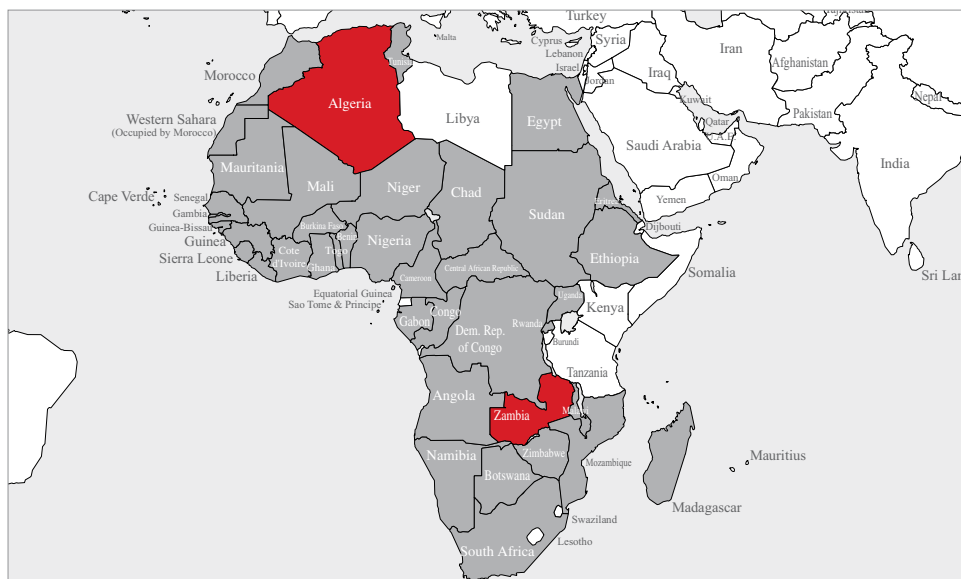 Turkey
Malta
Cyprus
Syria
Lebanon
Israel
Iran
Iraq
Afghanistan
Jordan
Morocco
Tunisia
Algeria
Libya
Egypt
Kuwait
Pakistan
Nepal
Qatar
U.A.E
Western Sahara
(Occupied by Morocco)
Saudi Arabia
India
Mauritania
Mali
Niger
Chad
Sudan
Oman
Yemen
Cape Verde
Senegal
Eritrea
Gambia
Guinea-Bissau
Burkina Faso
Benin
Nigeria
Djibouti
Guinea
Sierra Leone
Cote
d'Ivoire
Togo
Ghana
Liberia
Cameroon
Central African Republic
Ethiopia
Somalia
Sri Lan
Equatorial Guinea
Sao Tome & Principe
Uganda
Kenya
Gabon
Congo
Rwanda
Dem. Rep.
of Congo
Burundi
Tanzania
Angola
Zambia
Malawi
Zimbabwe
Mozambique
Mauritius
Namibia
Botswana
Madagascar
Swaziland
Lesotho
South Africa